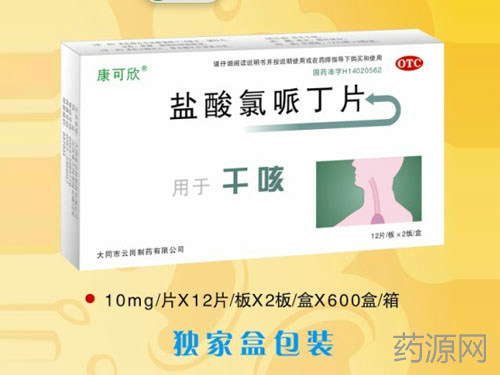 康可欣®
请仔细阅读说明书并按说明使用或在药师指导下购买和使用
国药准字H14020562
OTC
盐酸氯哌丁片
用于 干咳
12片/板×2板/盒
大同市云岗制药有限公司
10mg/片X12片/板X2板/盒X600盒/箱
独家盒包装
药源网